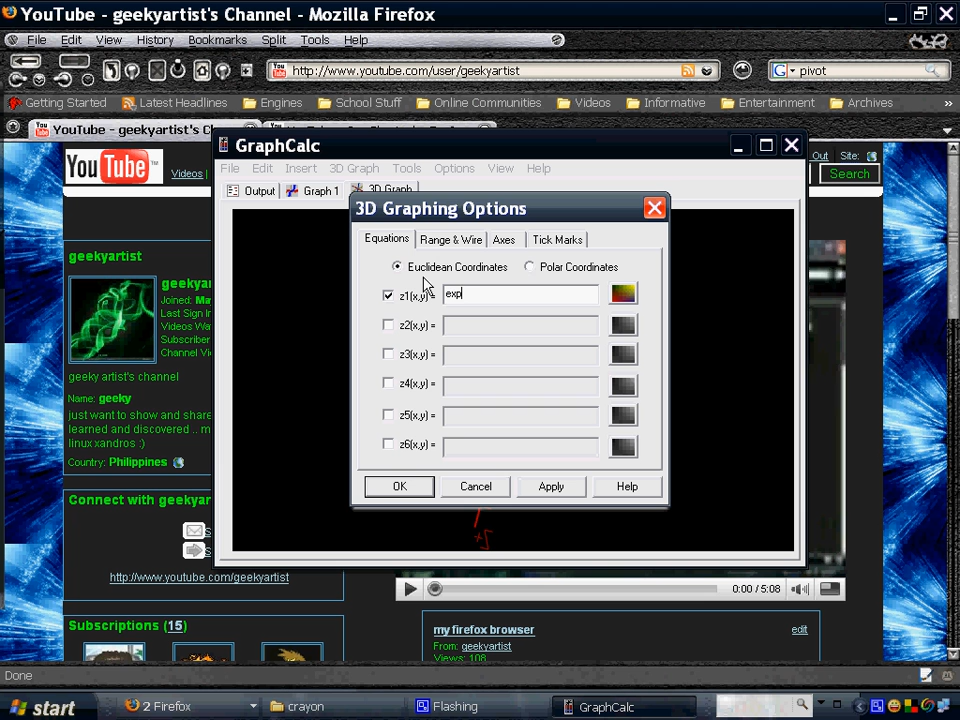 YouTube - geekyartist's Channel - Mozilla Firefox
File Edit View History Bookmarks Split Tools Help
http://www.youtube.com/user/geekyartist
G pivot
Getting Started Latest Headlines Engines School Stuff Online Communities Videos Informative Entertainment Archives »
YouTube - geekyartist's Ch
YouTube Videos
Out Site:
Search
GraphCalc
File Edit Insert 3D Graph Tools Options View Help
Output Graph 1 3D Graph
3D Graphing Options
Equations Range & Wire Axes Tick Marks
Euclidean Coordinates Polar Coordinates
z1(x,y) = exp
z2(x,y) =
z3(x,y) =
z4(x,y) =
z5(x,y) =
z6(x,y) =
OK Cancel Apply Help
geekyartist
geekya
Joined: Ma
Last Sign I
Videos Wa
Subscriber
Channel Vi
geeky artist's channel
Name: geeky
just want to show and share
learned and discovered .. m
linux xandros :)
Country: Philippines
Connect with geekyar
http://www.youtube.com/geekyartist
+5
0:00 / 5:08
Subscriptions (15)
my firefox browser edit
From: geekyartist
Views: 108
Done
start 2 Firefox crayon Flashing GraphCalc